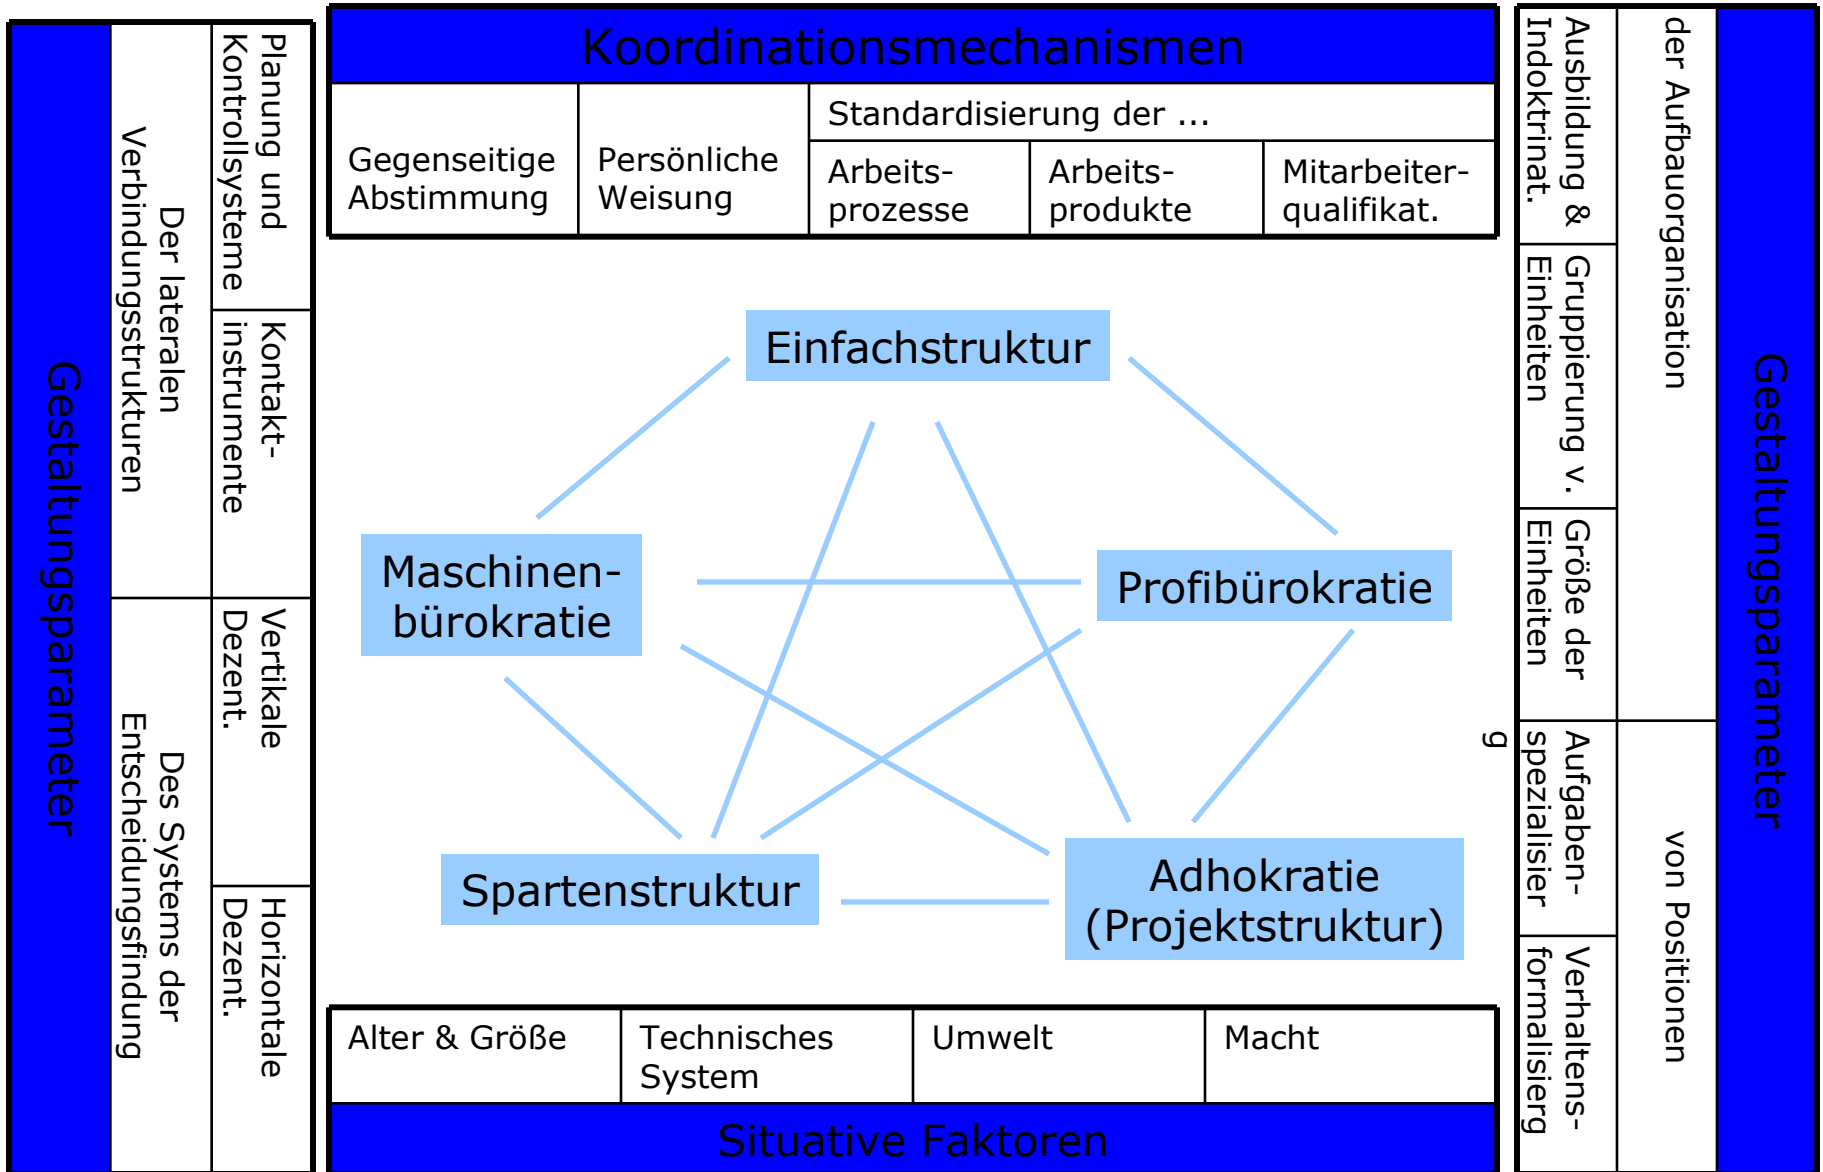 Koordinationsmechanismen
Gegenseitige
Abstimmung
Persönliche
Weisung
Standardisierung der ...
Arbeits-
prozesse
Arbeits-
produkte
Mitarbeiter-
qualifikat.
Gestaltungsparameter
Der lateralen
Verbindungsstrukturen
Planung und
Kontrollsysteme
Kontakt-
instrumente
Des Systems der
Entscheidungsfindung
Vertikale
Dezent.
Horizontale
Dezent.
Einfachstruktur
Maschinen-
bürokratie
Profibürokratie
Spartenstruktur
Adhokratie
(Projektstruktur)
Gestaltungsparameter
der Aufbauorganisation
Ausbildung &
Indoktrinat.
Gruppierung v.
Einheiten
Größe der
Einheiten
von Positionen
Aufgaben-
spezialisier
g
Verhaltens-
formalisierg
Alter & Größe
Technisches
System
Umwelt
Macht
Situative Faktoren